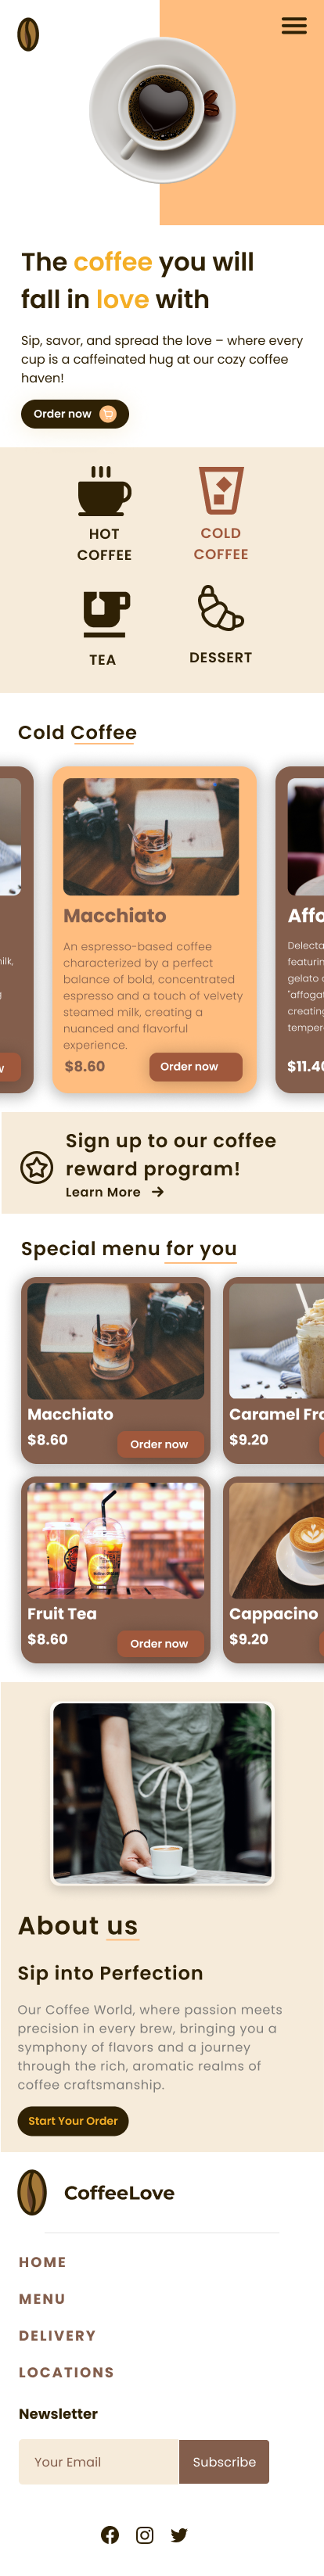 The coffee you will
fall in love with
Sip, savor, and spread the love – where every
cup is a caffeinated hug at our cozy coffee
haven!
Order now
HOT
COFFEE
COLD
COFFEE
TEA
DESSERT
Cold Coffee
Macchiato
An espresso-based coffee
characterized by a perfect
balance of bold, concentrated
espresso and a touch of velvety
steamed milk, creating a
nuanced and flavorful
experience.
$8.60
Order now
Affo
Delecta
featurin
gelato
"affogat
creating
temper
$11.40
Sign up to our coffee
reward program!
Learn More
Special menu for you
Macchiato
$8.60
Order now
Caramel Fra
$9.20
Fruit Tea
$8.60
Order now
Cappacino
$9.20
About us
Sip into Perfection
Our Coffee World, where passion meets
precision in every brew, bringing you a
symphony of flavors and a journey
through the rich, aromatic realms of
coffee craftsmanship.
Start Your Order
CoffeeLove
HOME
MENU
DELIVERY
LOCATIONS
Newsletter
Your Email
Subscribe